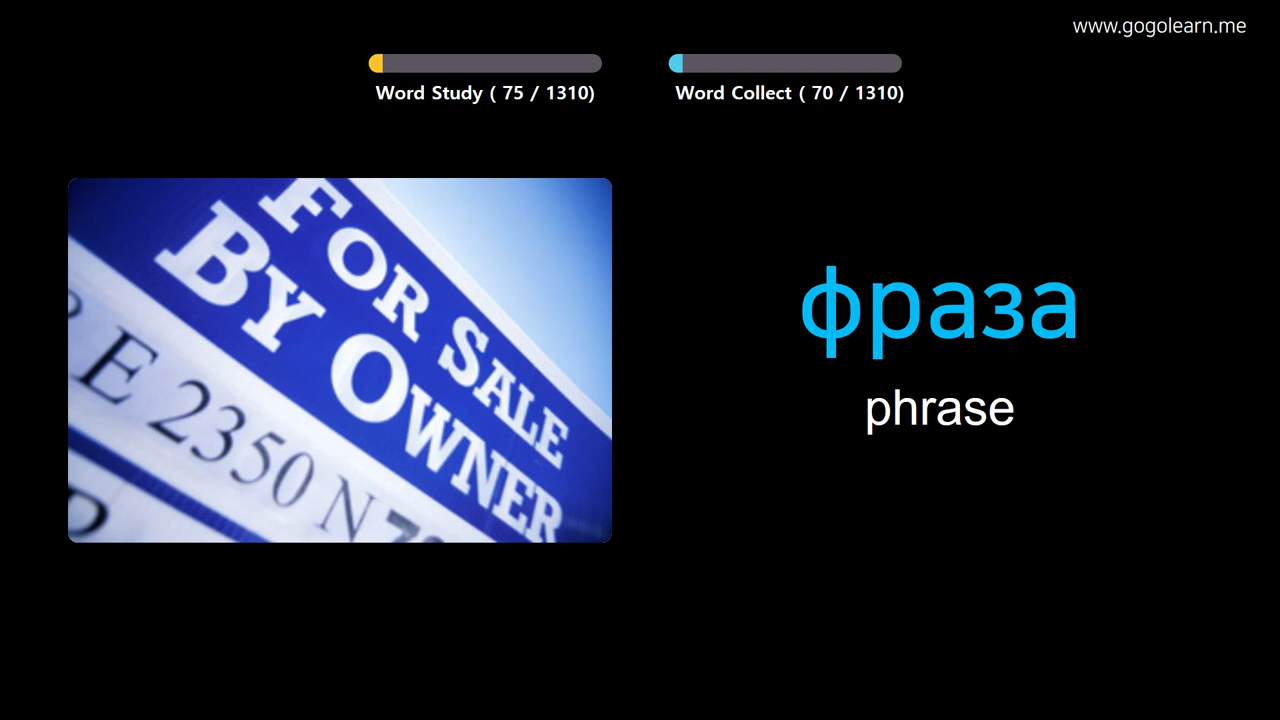 www.gogolearn.me
Word Study ( 75 / 1310)
Word Collect ( 70 / 1310)
FOR SALE
BY OWNER
E 2350 N
фраза
phrase